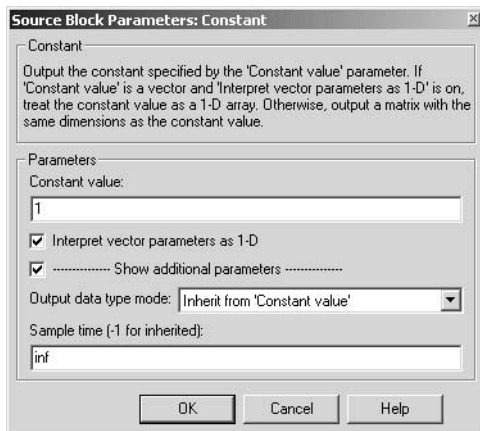 Source Block Parameters: Constant
Constant
Output the constant specified by the 'Constant value' parameter. If
'Constant value' is a vector and 'Interpret vector parameters as 1-D' is on,
treat the constant value as a 1-D array. Otherwise, output a matrix with the
same dimensions as the constant value.
Parameters
Constant value:
1
Interpret vector parameters as 1-D
--------------- Show additional parameters ---------------
Output data type mode: Inherit from 'Constant value'
Sample time (-1 for inherited):
inf
OK Cancel Help